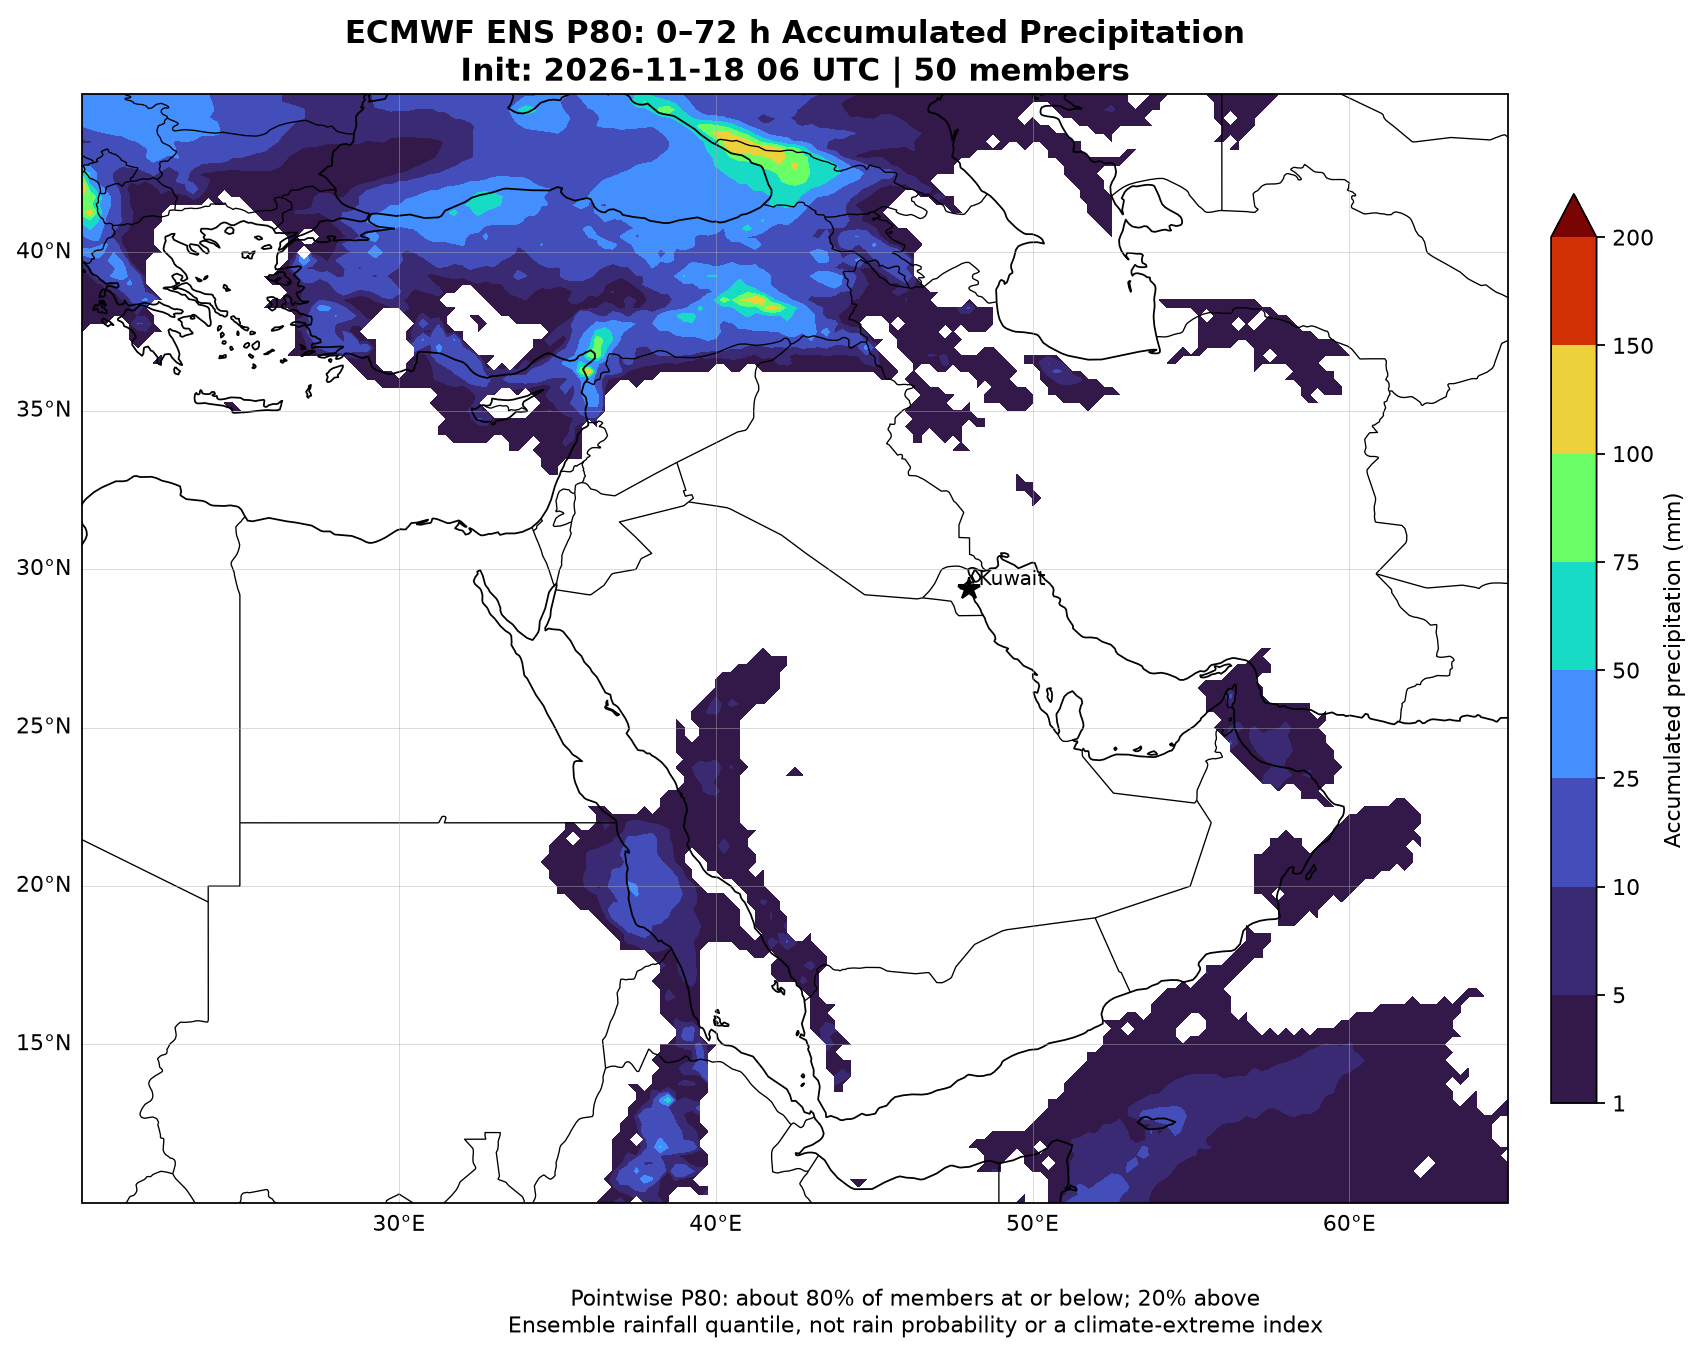 ECMWF ENS P80: 0–72 h Accumulated Precipitation
Init: 2026-11-18 06 UTC | 50 members
40°N
35°N
30°N
25°N
20°N
15°N
Kuwait
30°E
40°E
50°E
60°E
200
150
100
75
50
25
10
5
1
Accumulated precipitation (mm)
Pointwise P80: about 80% of members at or below; 20% above
Ensemble rainfall quantile, not rain probability or a climate-extreme index